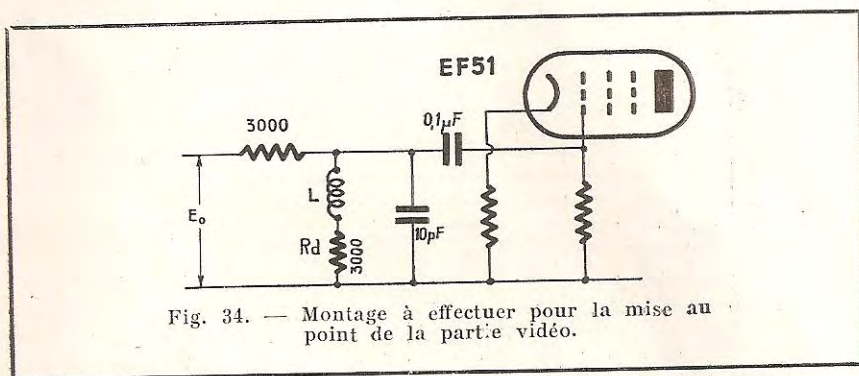 EF51
3000
0,1µF
E₀
L
Rd
3000
10pF
Fig. 34. — Montage à effectuer pour la mise au
point de la part:e vidéo.